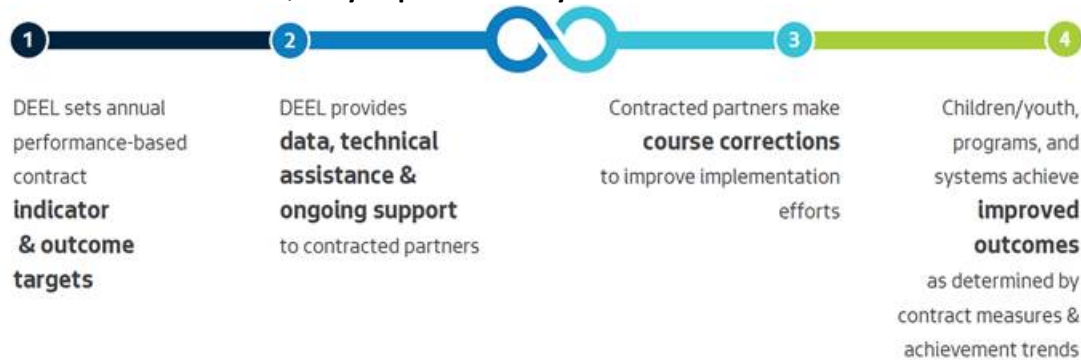 1
2
3
4
DEEL sets annual
performance-based
contract
indicator
& outcome
targets
DEEL provides
data, technical
assistance &
ongoing support
to contracted partners
Contracted partners make
course corrections
to improve implementation
efforts
Children/youth,
programs, and
systems achieve
improved
outcomes
as determined by
contract measures &
achievement trends